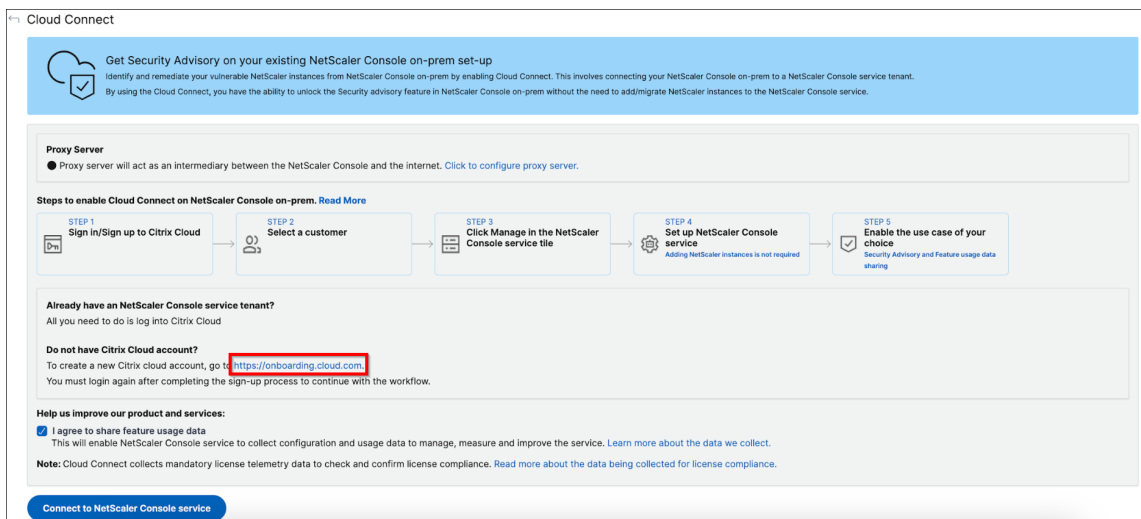 Cloud Connect
Get Security Advisory on your existing NetScaler Console on-prem set-up
Identify and remediate your vulnerable NetScaler instances from NetScaler Console on-prem by enabling Cloud Connect. This involves connecting your NetScaler Console on-prem to a NetScaler Console service tenant.
By using the Cloud Connect, you have the ability to unlock the Security advisory feature in NetScaler Console on-prem without the need to add/migrate NetScaler instances to the NetScaler Console service.
Proxy Server
Proxy server will act as an intermediary between the NetScaler Console and the internet. Click to configure proxy server.
Steps to enable Cloud Connect on NetScaler Console on-prem. Read More
STEP 1
Sign in/Sign up to Citrix Cloud
STEP 2
Select a customer
STEP 3
Click Manage in the NetScaler
Console service tile
STEP 4
Set up NetScaler Console
service
Adding NetScaler instances is not required
STEP 5
Enable the use case of your
choice
Security Advisory and Feature usage data
sharing
Already have an NetScaler Console service tenant?
All you need to do is log into Citrix Cloud
Do not have Citrix Cloud account?
To create a new Citrix cloud account, go to https://onboarding.cloud.com.
You must login again after completing the sign-up process to continue with the workflow.
Help us improve our product and services:
I agree to share feature usage data
This will enable NetScaler Console service to collect configuration and usage data to manage, measure and improve the service. Learn more about the data we collect.
Note: Cloud Connect collects mandatory license telemetry data to check and confirm license compliance. Read more about the data being collected for license compliance.
Connect to NetScaler Console service